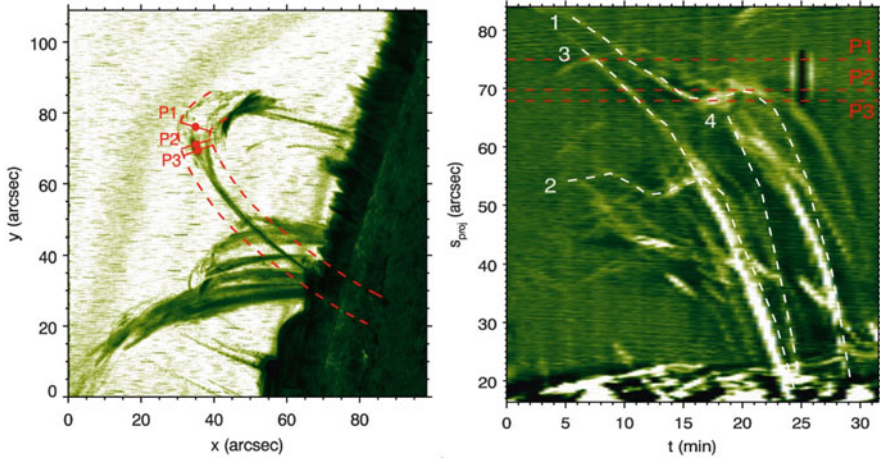 100
80
60
40
20
0
y (arcsec)
0 20 40 60 80
x (arcsec)
P1
P2
P3
80
70
60
50
40
30
20
s_proj (arcsec)
0 5 10 15 20 25 30
t (min)
1
3
2
4
P1
P2
P3